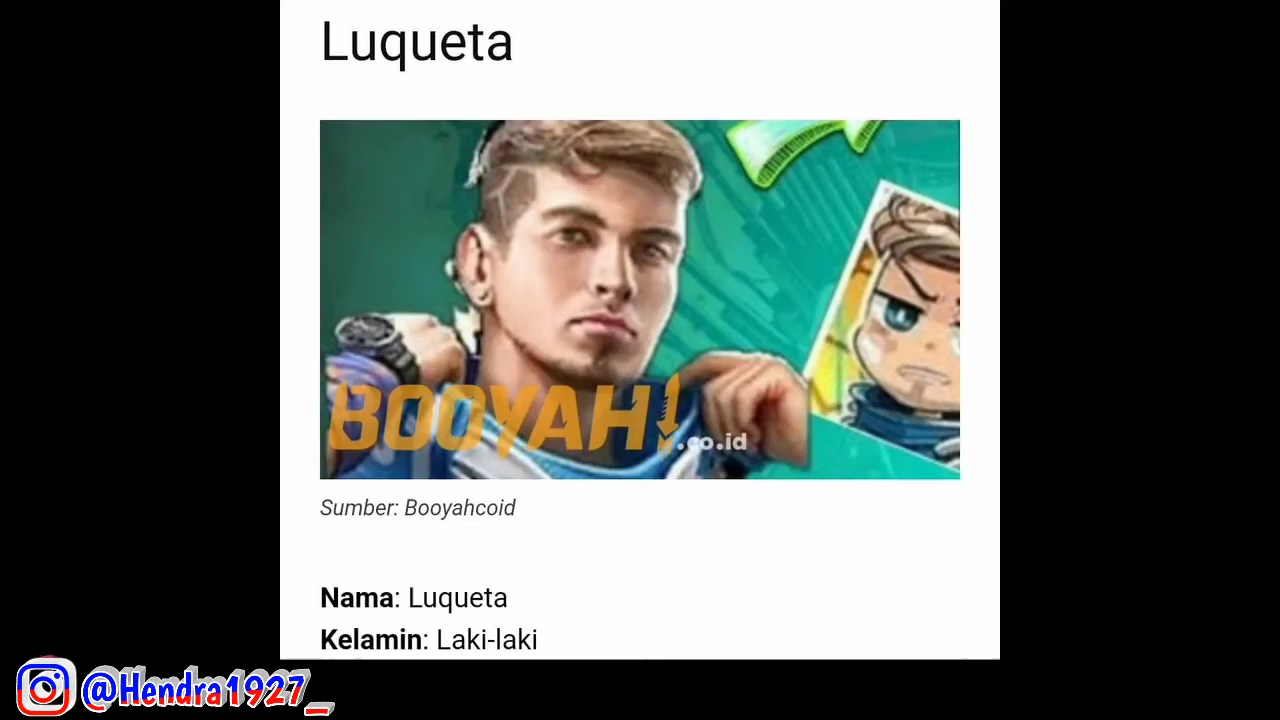 Luqueta
BOOYAH!
.co.id
Sumber: Booyahcoid
Nama: Luqueta
Kelamin: Laki-laki
@Hendra1927_